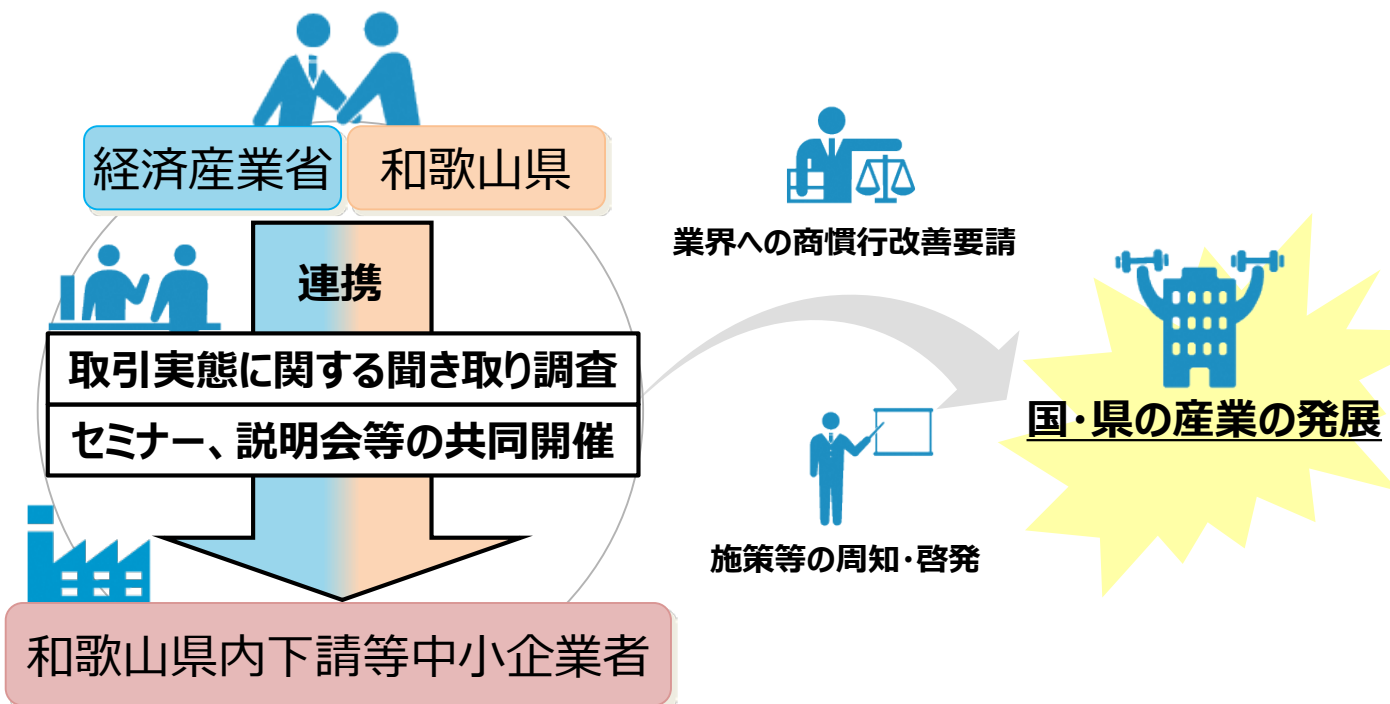 経済産業省
和歌山県
連携
取引実態に関する聞き取り調査
セミナー、説明会等の共同開催
和歌山県内下請等中小企業者
業界への商慣行改善要請
施策等の周知・啓発
国・県の産業の発展